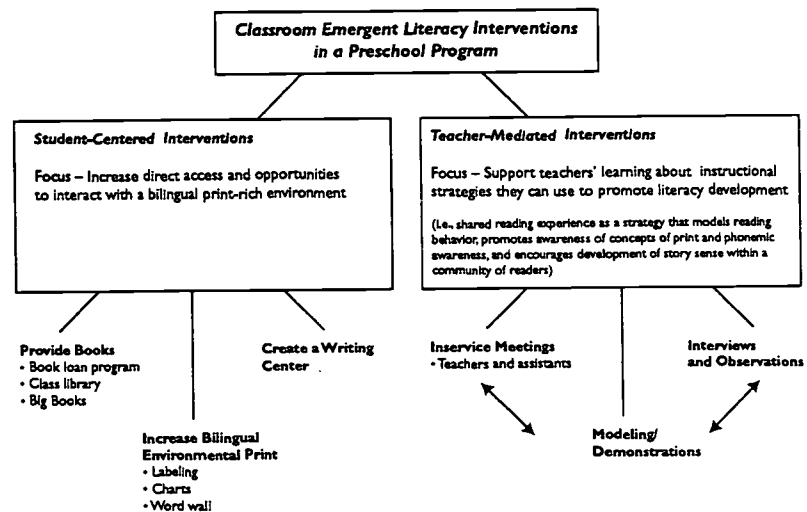 Classroom Emergent Literacy Interventions
in a Preschool Program
Student-Centered Interventions
Focus – Increase direct access and opportunities
to interact with a bilingual print-rich environment
Teacher-Mediated Interventions
Focus – Support teachers' learning about instructional
strategies they can use to promote literacy development
(i.e., shared reading experience as a strategy that models reading
behavior, promotes awareness of concepts of print and phonemic
awareness, and encourages development of story sense within a
community of readers)
Provide Books
• Book loan program
• Class library
• Big Books
Increase Bilingual
Environmental Print
• Labeling
• Charts
• Word wall
Create a Writing
Center
Inservice Meetings
• Teachers and assistants
Modeling/
Demonstrations
Interviews
and Observations